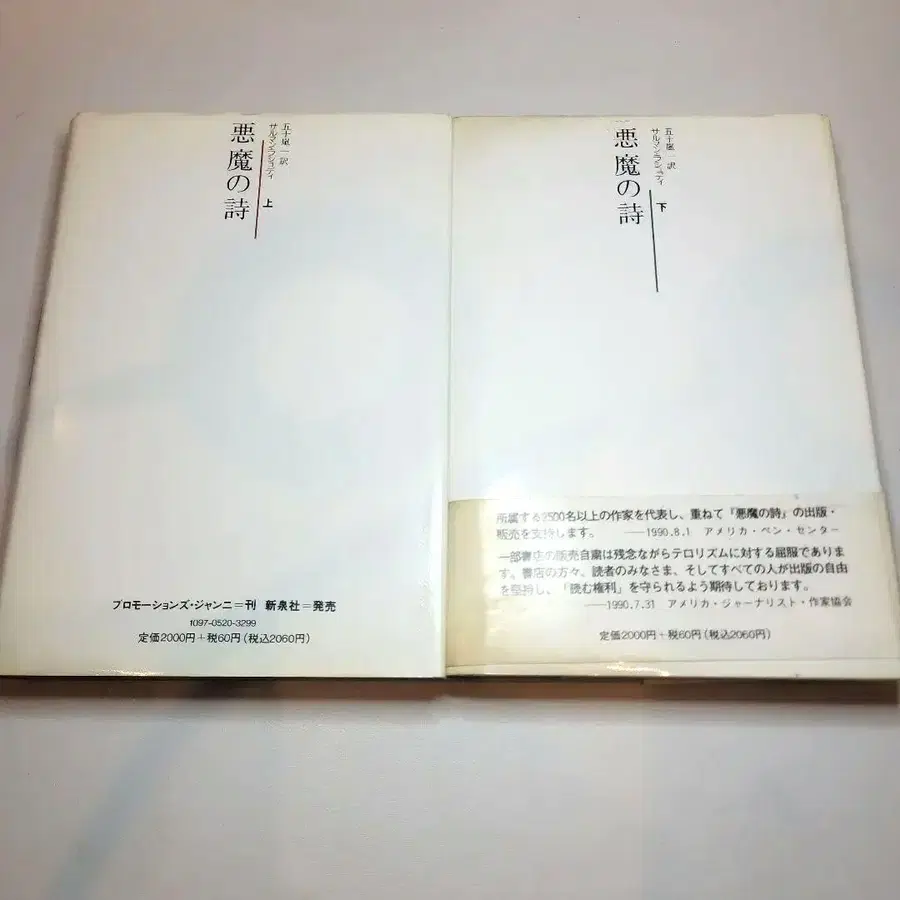 五十嵐一 訳
サルマン・ラシュディ
悪魔の詩
上
プロモーションズ・ジャンニ＝刊 新泉社＝発売
1097-0520-3299
定価2000円＋税60円(税込2060円)
五十嵐一 訳
サルマン・ラシュディ
悪魔の詩
下
所属する2500名以上の作家を代表し、重ねて『悪魔の詩』の出版・
販売を支持します。 ——1990.8.1 アメリカ・ペン・センター
一部書店の販売自粛は残念ながらテロリズムに対する屈服でありま
す。書店の方々、読者のみなさま、そしてすべての人が出版の自由
を堅持し、「読む権利」を守られるよう期待しております。
——1990.7.31 アメリカ・ジャーナリスト・作家協会
定価2000円＋税60円(税込2060円)